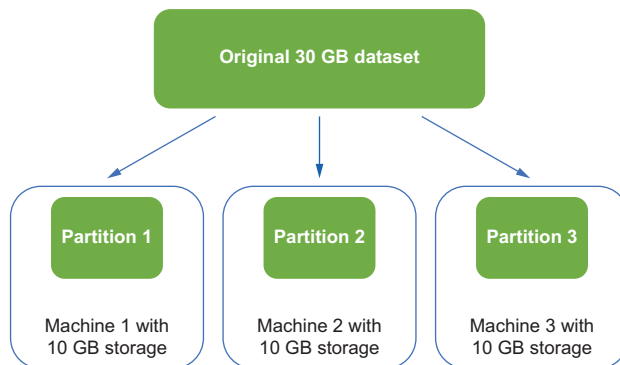 Original 30 GB dataset
Partition 1
Partition 2
Partition 3
Machine 1 with
10 GB storage
Machine 2 with
10 GB storage
Machine 3 with
10 GB storage